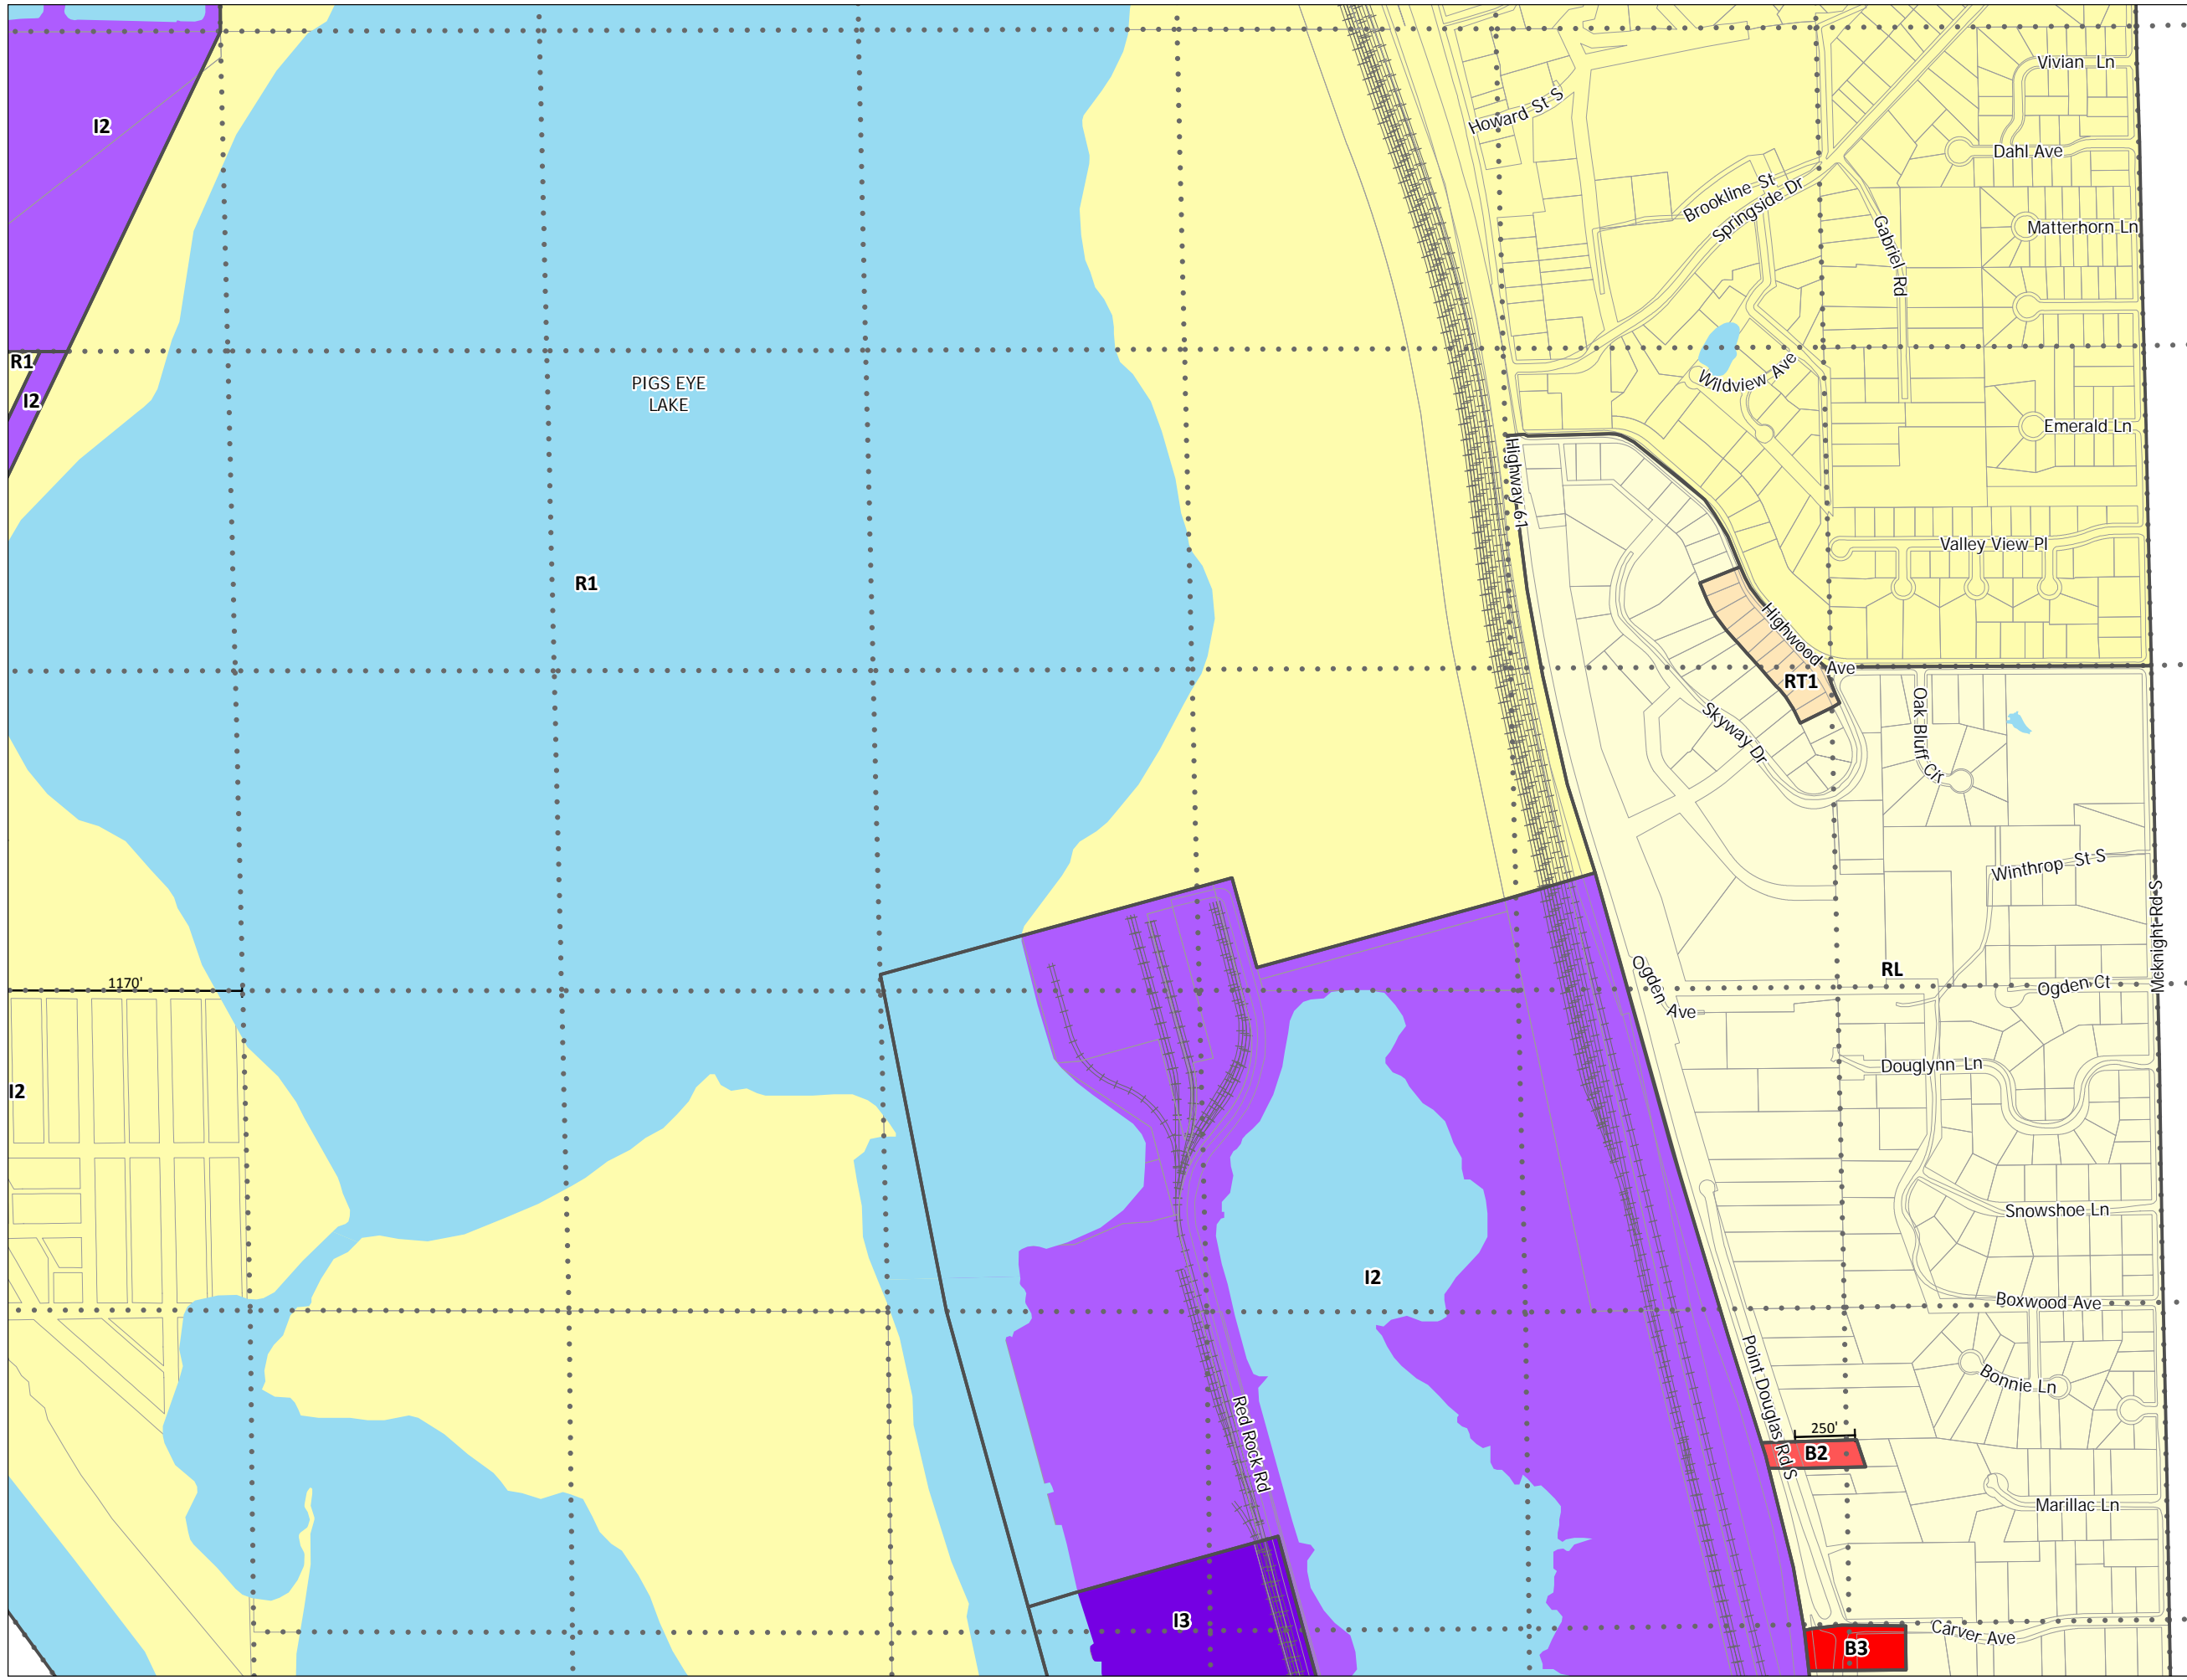 Vivian Ln
I2
Howard St S
Dahl Ave
Brookline St
Springside Dr
Gabriel Rd
Matterhorn Ln
R1
I2
PIGS EYE
LAKE
Wildview Ave
Emerald Ln
Highway 61
Valley View Pl
R1
Highwood Ave
RT1
Oak Bluff Cir
Skyway Dr
Winthrop St S
Mcknight Rd S
RL
Ogden Ave
Ogden Ct
1170'
I2
Douglynn Ln
Snowshoe Ln
I2
Boxwood Ave
Point Douglas Rd S
Bonnie Ln
Red Rock Rd
250'
B2
Marillac Ln
I3
Carver Ave
B3